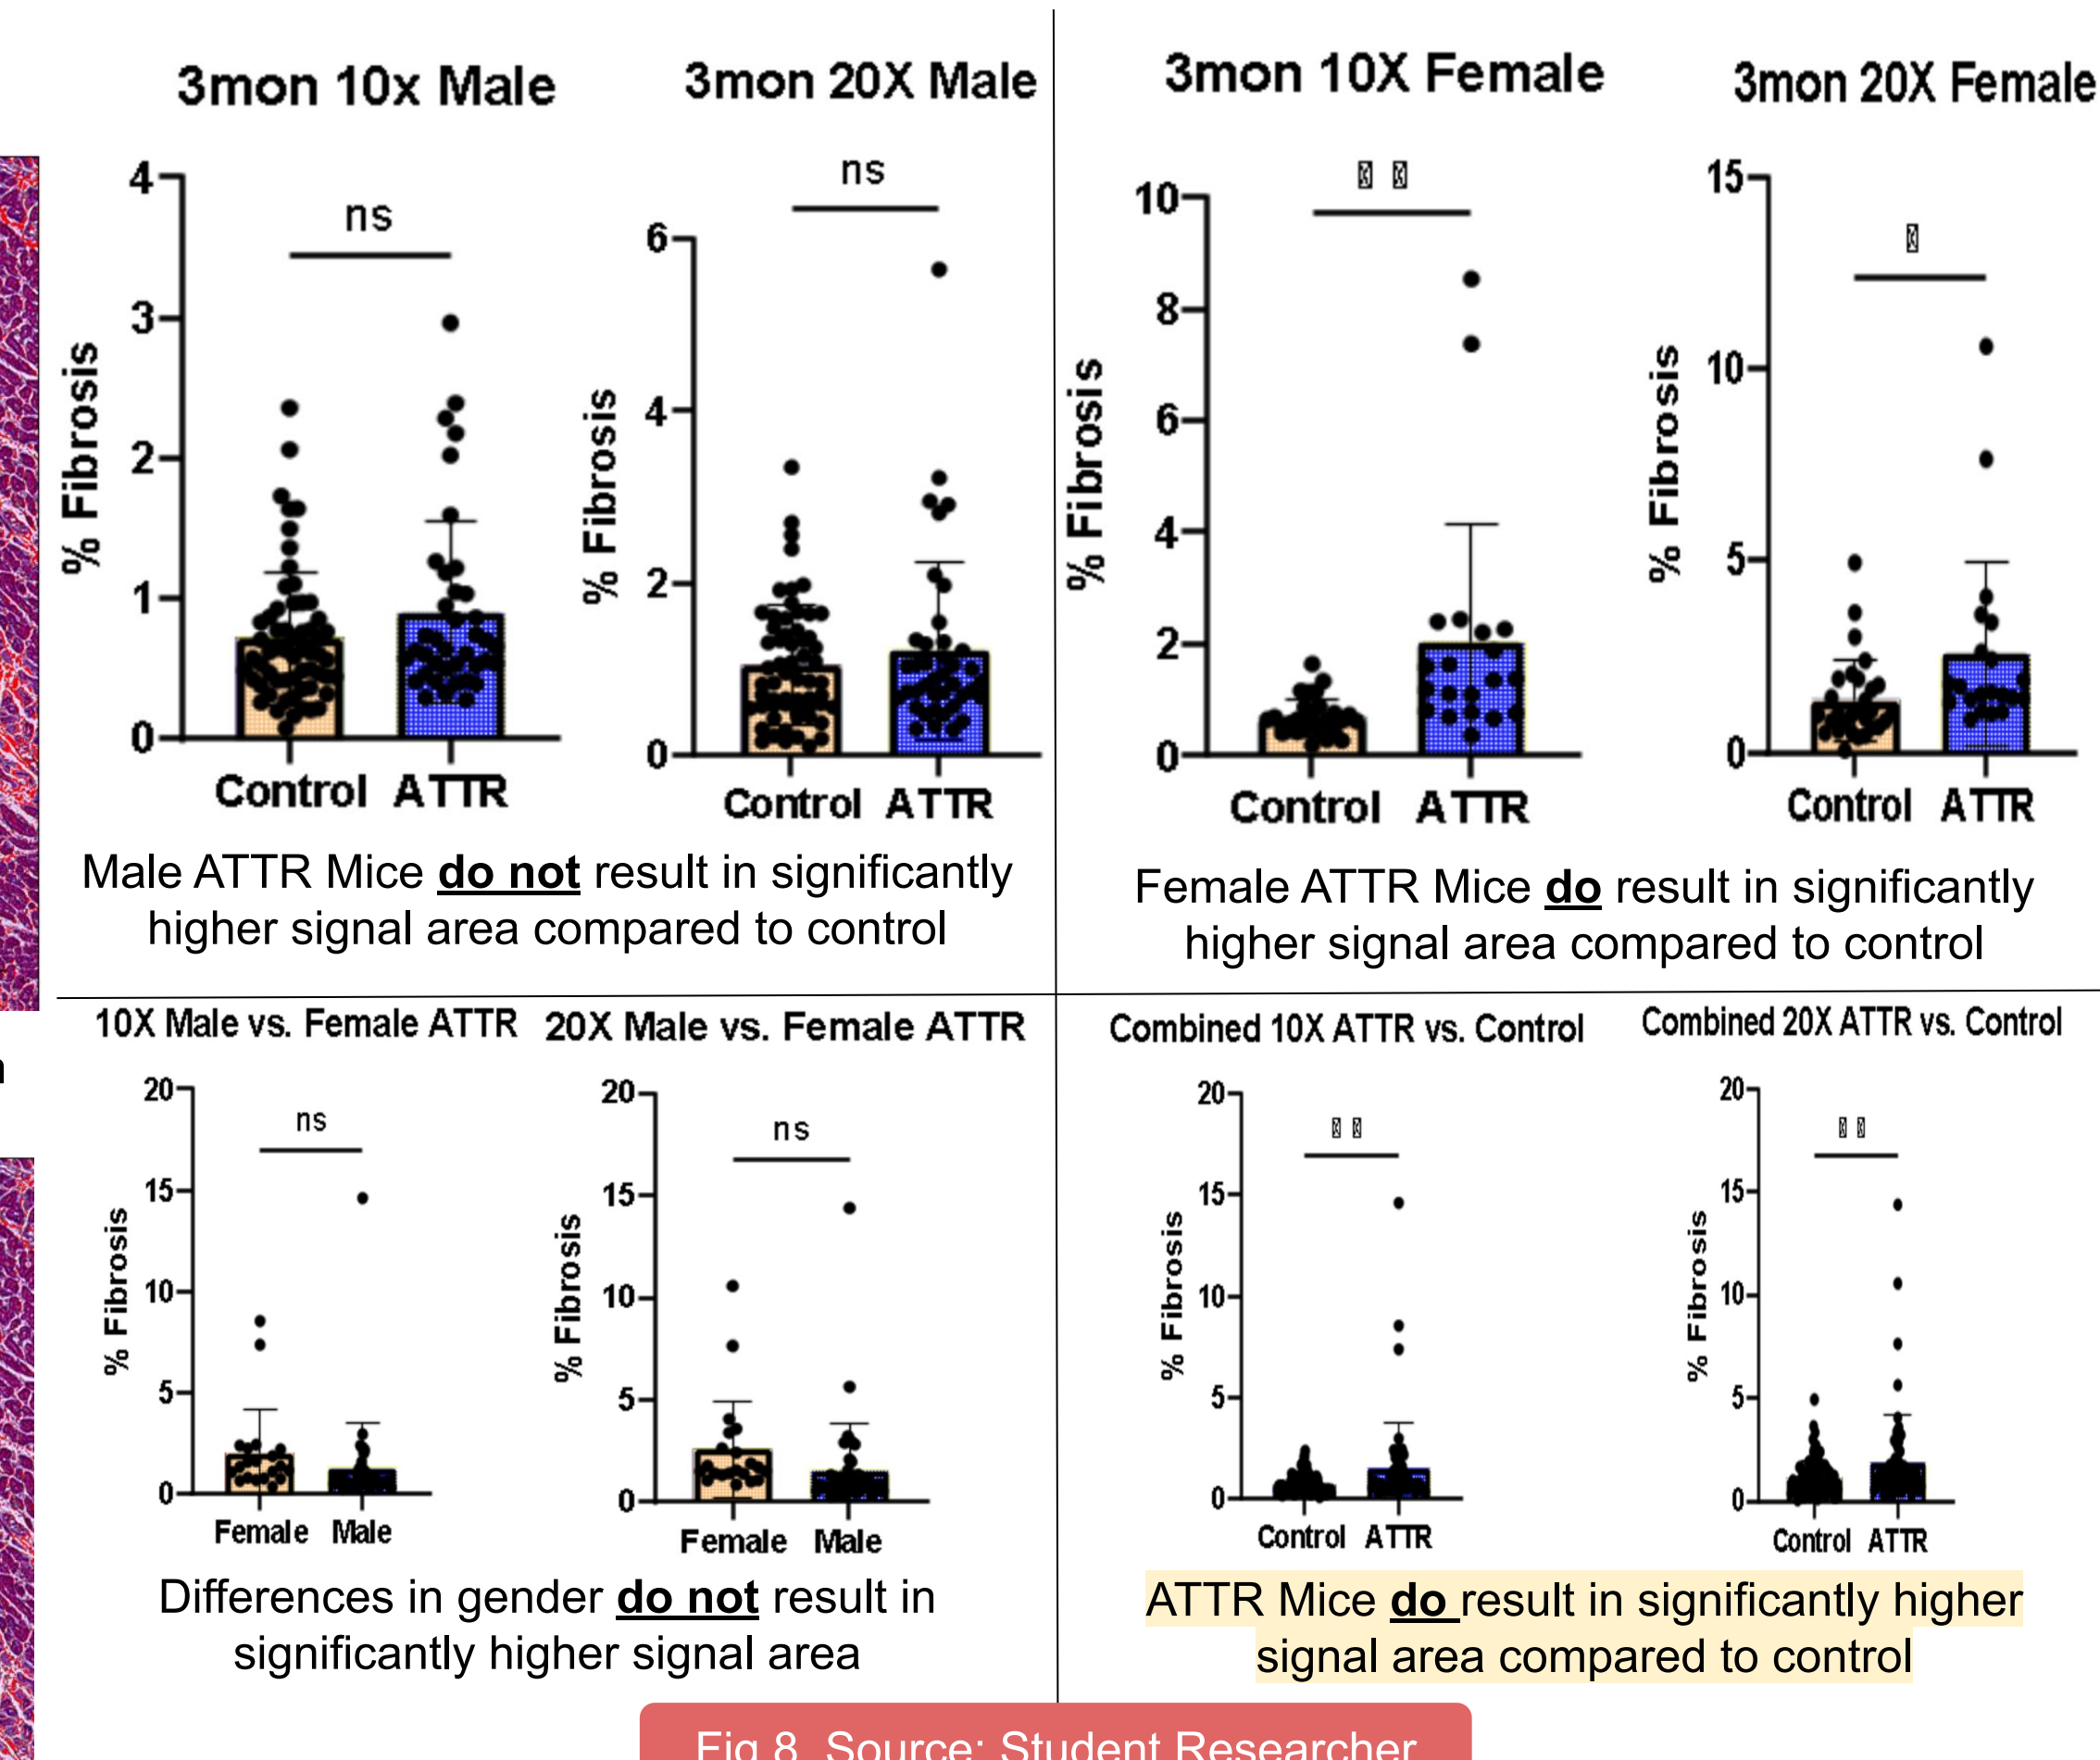 3mon 10x Male
4
3
2
1
0
% Fibrosis
ns
Control ATTR
3mon 20X Male
6
4
2
0
% Fibrosis
ns
Control ATTR
Male ATTR Mice do not result in significantly
higher signal area compared to control
3mon 10X Female
10
8
6
4
2
0
% Fibrosis
Control ATTR
3mon 20X Female
15
10
5
0
% Fibrosis
Control ATTR
Female ATTR Mice do result in significantly
higher signal area compared to control
10X Male vs. Female ATTR
20
15
10
5
0
% Fibrosis
ns
Female Male
20X Male vs. Female ATTR
20
15
10
5
0
% Fibrosis
ns
Female Male
Differences in gender do not result in
significantly higher signal area
Combined 10X ATTR vs. Control
20
15
10
5
0
% Fibrosis
Control ATTR
Combined 20X ATTR vs. Control
20
15
10
5
0
% Fibrosis
Control ATTR
ATTR Mice do result in significantly higher
signal area compared to control
Fig 8. Source: Student Researcher